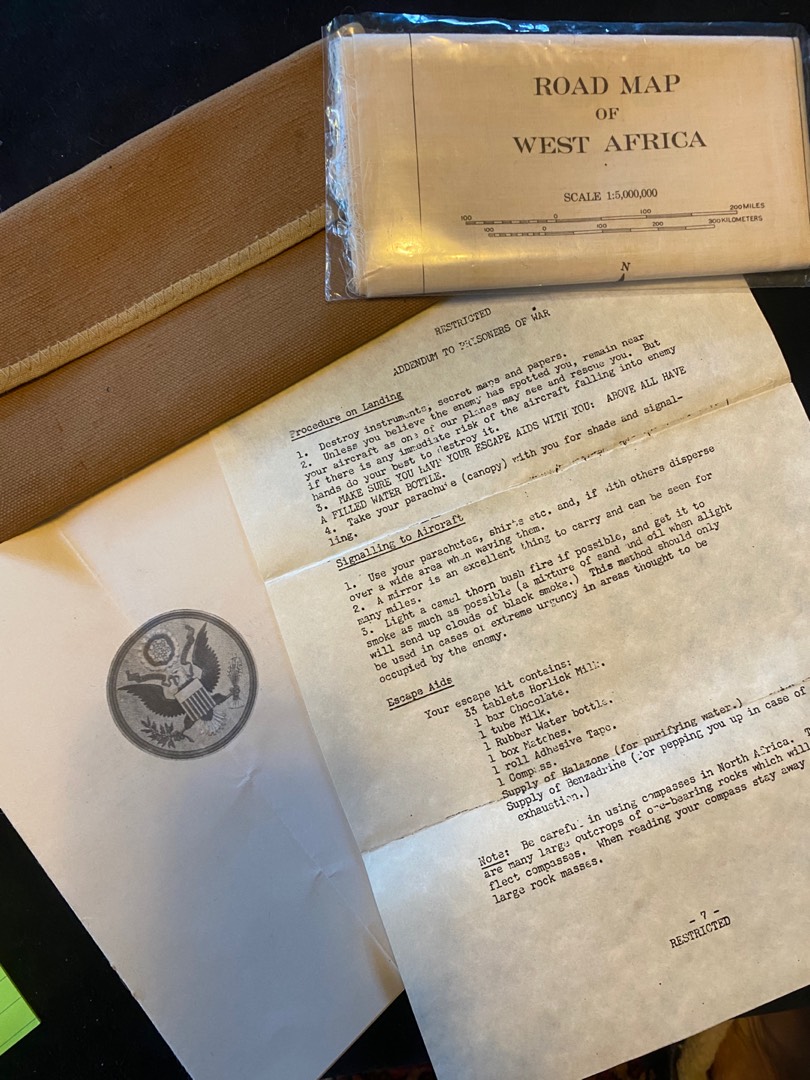 ROAD MAP
OF
WEST AFRICA
SCALE 1:5,000,000
100 0 100 200 MILES
100 0 100 200 300 KILOMETERS
N
RESTRICTED
ADDENDUM TO PRISONERS OF WAR
Procedure on Landing
1. Destroy instruments, secret maps and papers.
2. Unless you believe the enemy has spotted you, remain near
your aircraft as one of our planes may see and rescue you. But
if there is any immediate risk of the aircraft falling into enemy
hands do your best to destroy it.
3. MAKE SURE YOU HAVE YOUR ESCAPE AIDS WITH YOU: ABOVE ALL HAVE
A FILLED WATER BOTTLE.
4. Take your parachute (canopy) with you for shade and signal-
ling.
Signalling to Aircraft
1. Use your parachutes, shirts etc. and, if with others disperse
over a wide area when waving them.
2. A mirror is an excellent thing to carry and can be seen for
many miles.
3. Light a camel thorn bush fire if possible, and get it to
smoke as much as possible (a mixture of sand and oil when alight
will send up clouds of black smoke.) This method should only
be used in cases of extreme urgency in areas thought to be
occupied by the enemy.
Escape Aids
Your escape kit contains:
33 tablets Horlick Milk.
1 bar Chocolate.
1 tube Milk.
1 Rubber Water bottle.
1 box Matches.
1 roll Adhesive Tape.
1 Compass.
Supply of Halazone (for purifying water.)
Supply of Benzadrine (for pepping you up in case of
exhaustion.)
Note: Be careful in using compasses in North Africa.
are many large outcrops of ore-bearing rocks which will
flect compasses. When reading your compass stay away
large rock masses.
- 7 -
RESTRICTED